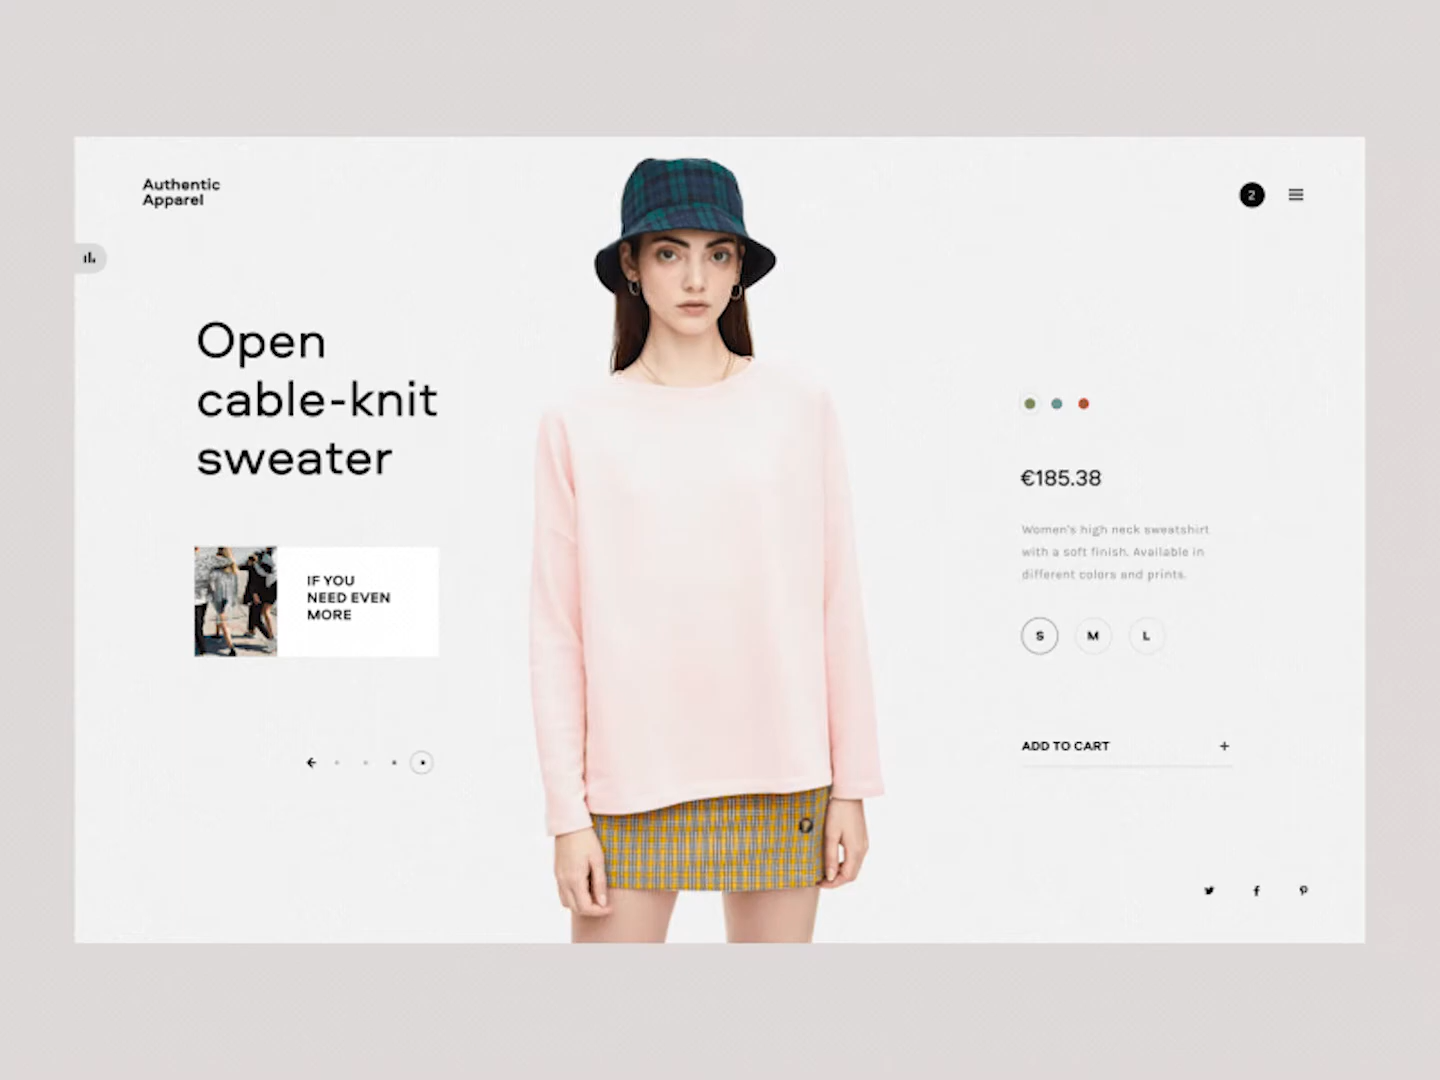 Authentic
Apparel
2
Open
cable-knit
sweater
€185.38
Women's high neck sweatshirt
with a soft finish. Available in
different colors and prints.
IF YOU
NEED EVEN
MORE
S M L
ADD TO CART +